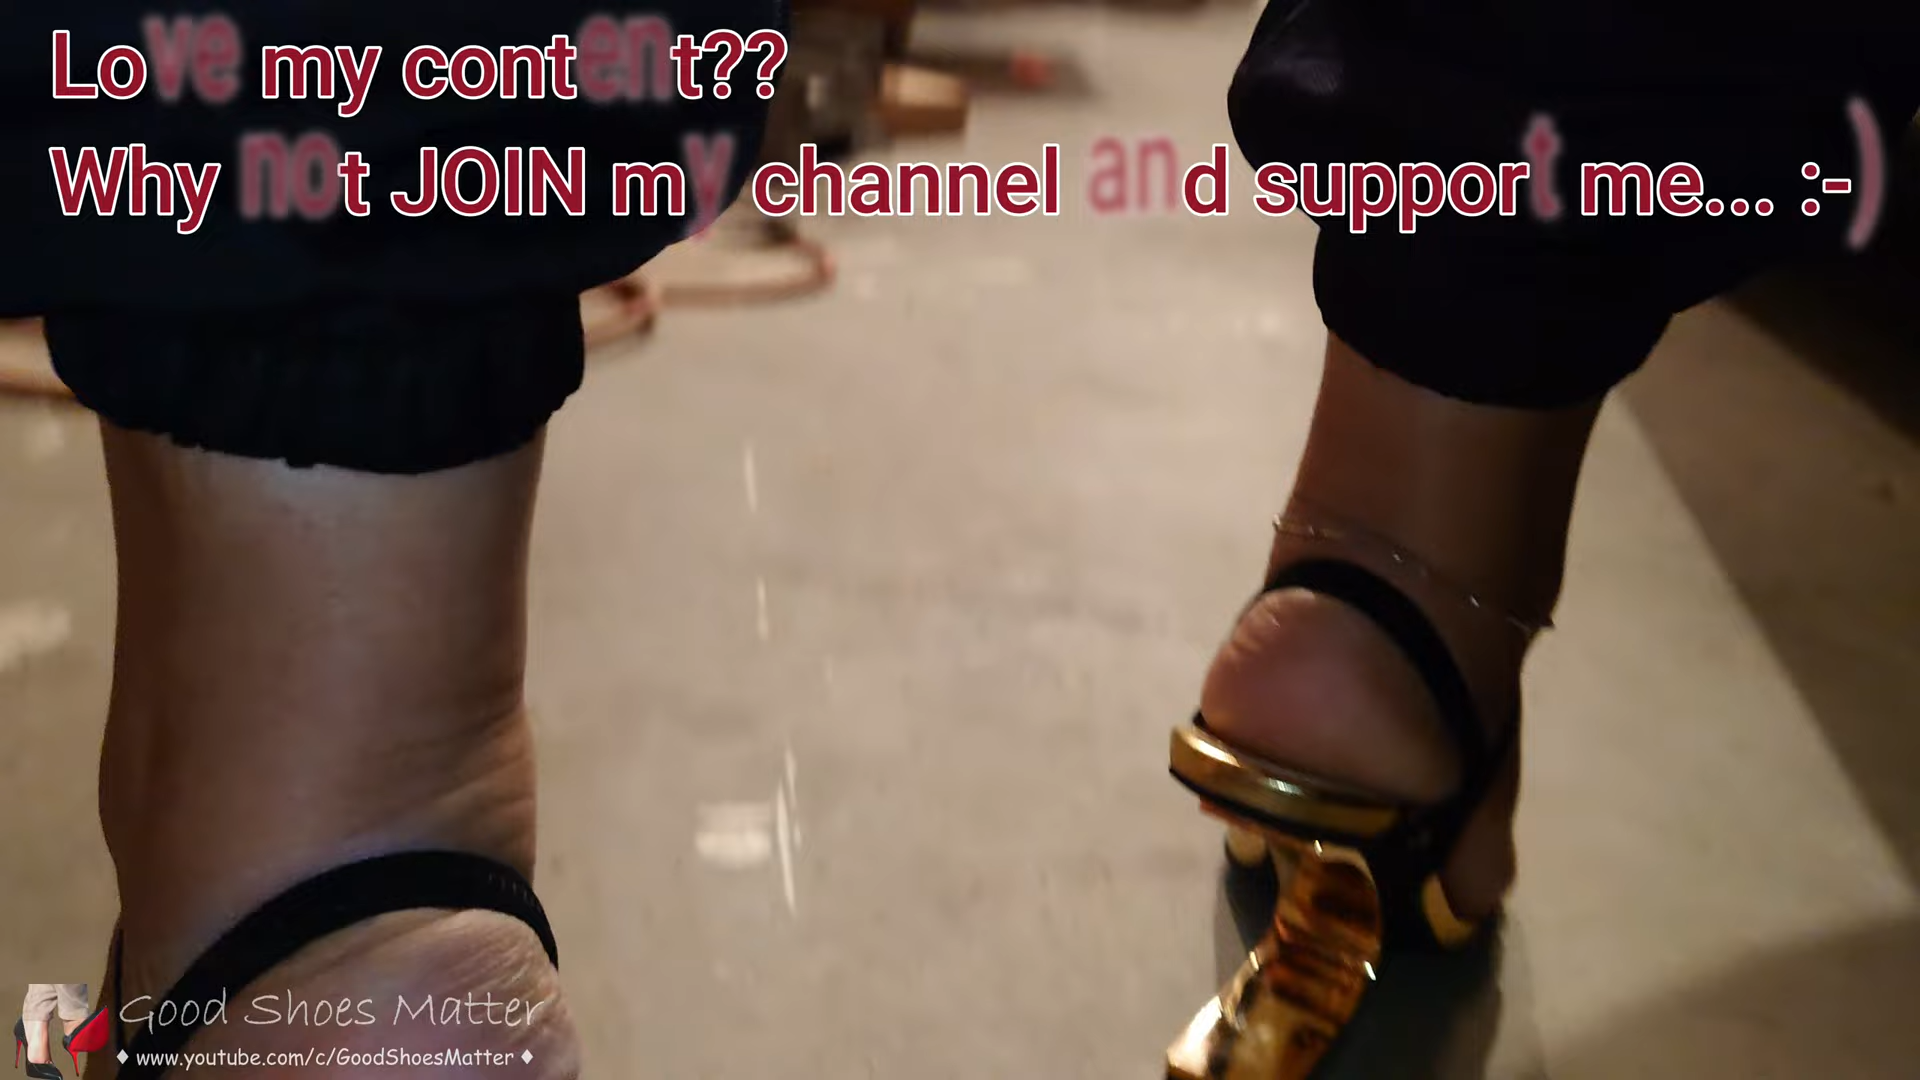 Love my content??
Why not JOIN my channel and support me... :-)
Good Shoes Matter
♦ www.youtube.com/c/GoodShoesMatter ♦